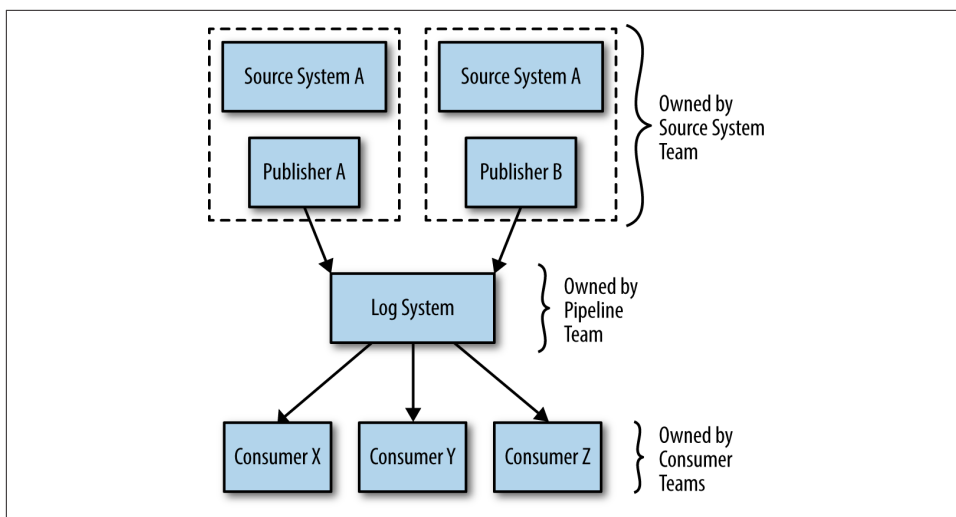 Source System A
Source System A
Publisher A
Publisher B
Owned by
Source System
Team
Log System
Owned by
Pipeline
Team
Consumer X
Consumer Y
Consumer Z
Owned by
Consumer
Teams